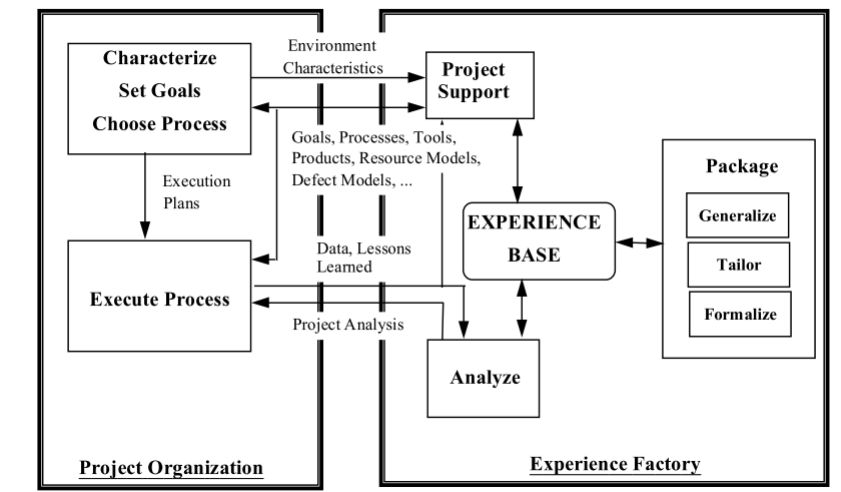 Characterize
Set Goals
Choose Process
Environment
Characteristics
Project
Support
Goals, Processes, Tools,
Products, Resource Models,
Defect Models, ...
Execution
Plans
Package
Generalize
Tailor
Formalize
EXPERIENCE
BASE
Data, Lessons
Learned
Execute Process
Project Analysis
Analyze
Project Organization
Experience Factory